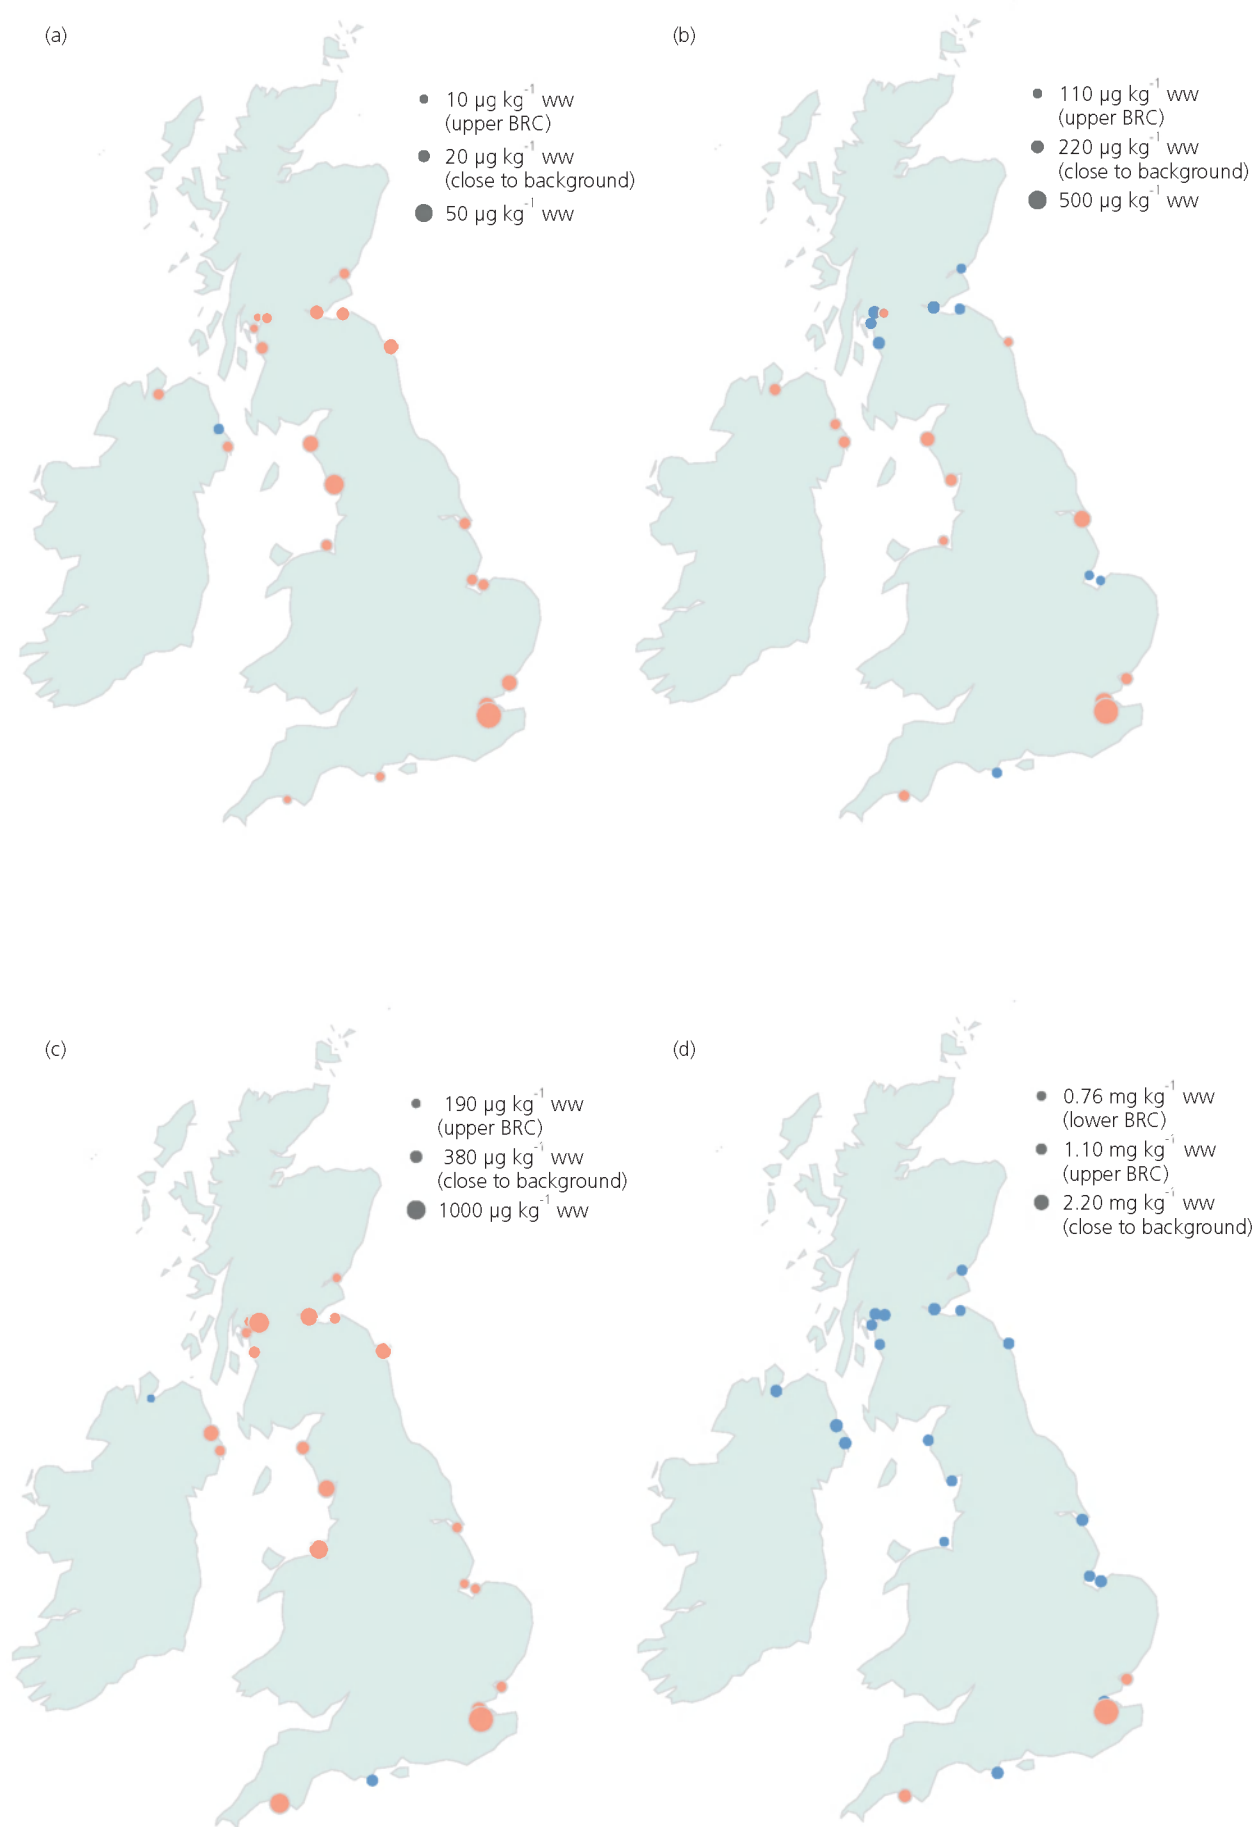 (a)
10 µg kg⁻¹ ww
(upper BRC)
20 µg kg⁻¹ ww
(close to background)
50 µg kg⁻¹ ww
(b)
110 µg kg⁻¹ ww
(upper BRC)
220 µg kg⁻¹ ww
(close to background)
500 µg kg⁻¹ ww
(c)
190 µg kg⁻¹ ww
(upper BRC)
380 µg kg⁻¹ ww
(close to background)
1000 µg kg⁻¹ ww
(d)
0.76 mg kg⁻¹ ww
(lower BRC)
1.10 mg kg⁻¹ ww
(upper BRC)
2.20 mg kg⁻¹ ww
(close to background)